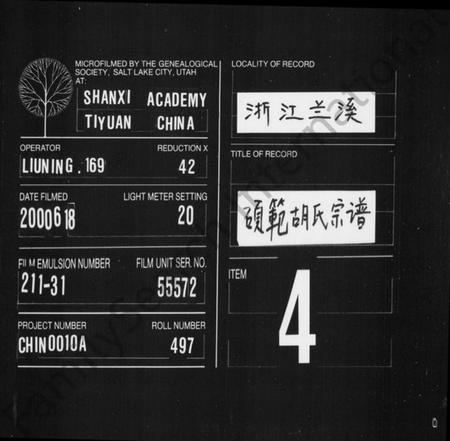 MICROFILMED BY THE GENEALOGICAL
SOCIETY, SALT LAKE CITY, UTAH
AT:
SHANXI ACADEMY
TIYUAN CHINA
OPERATOR
LIUNING.169
REDUCTION X
42
DATE FILMED
2000618
LIGHT METER SETTING
20
FILM EMULSION NUMBER
211-31
FILM UNIT SER. NO.
55572
PROJECT NUMBER
CHIN0010A
ROLL NUMBER
497
LOCALITY OF RECORD
浙江兰溪
TITLE OF RECORD
範胡氏宗谱
ITEM
4